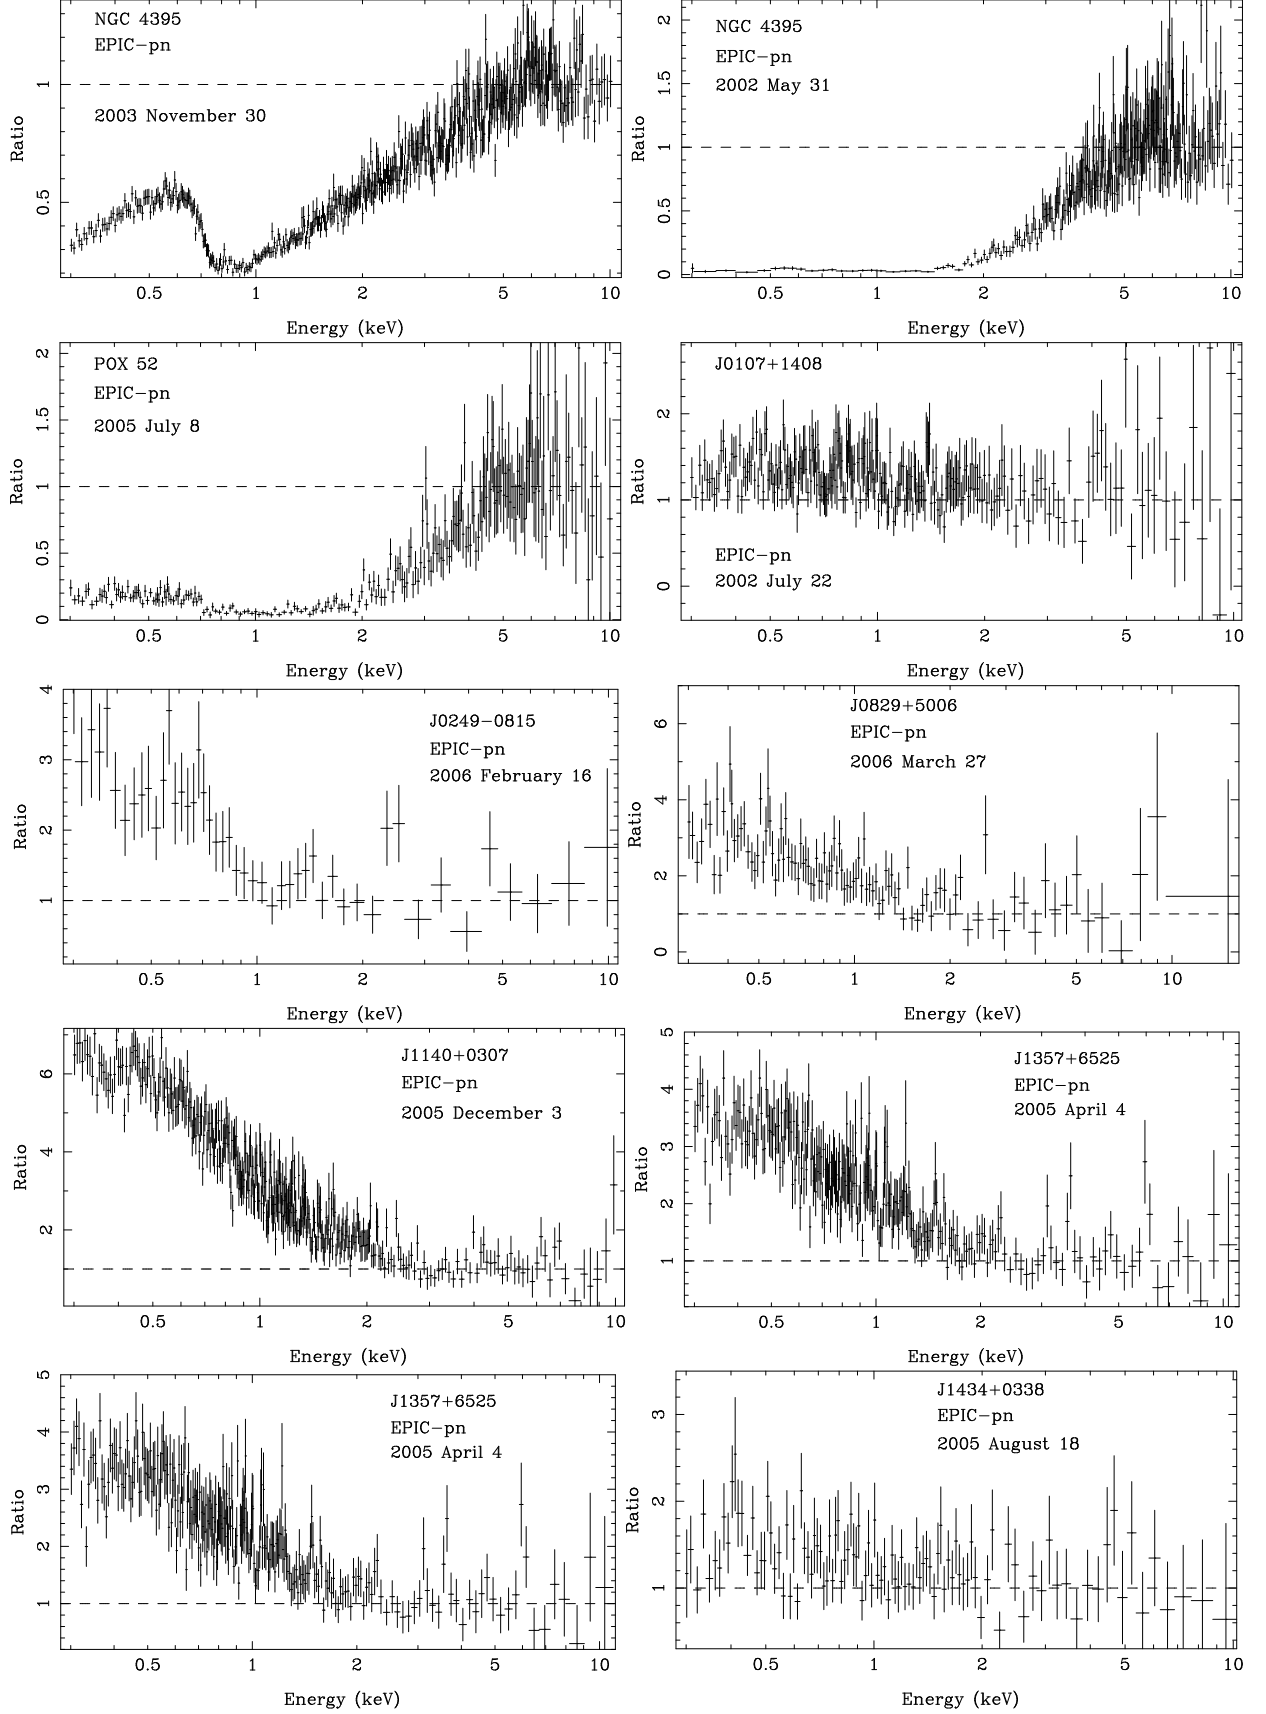 NGC 4395
EPIC−pn
2003 November 30
Ratio
1
0.5
0.5 1 2 5 10
Energy (keV)
NGC 4395
EPIC−pn
2002 May 31
Ratio
2
1.5
1
0.5
0
0.5 1 2 5 10
Energy (keV)
POX 52
EPIC−pn
2005 July 8
Ratio
2
1.5
1
0.5
0
0.5 1 2 5 10
Energy (keV)
J0107+1408
EPIC−pn
2002 July 22
Ratio
2
1
0
0.5 1 2 5 10
Energy (keV)
J0249−0815
EPIC−pn
2006 February 16
Ratio
4
3
2
1
0.5 1 2 5 10
Energy (keV)
J0829+5006
EPIC−pn
2006 March 27
Ratio
6
4
2
0
0.5 1 2 5 10
Energy (keV)
J1140+0307
EPIC−pn
2005 December 3
Ratio
6
4
2
0.5 1 2 5 10
Energy (keV)
J1357+6525
EPIC−pn
2005 April 4
Ratio
5
4
3
2
1
0.5 1 2 5 10
Energy (keV)
J1357+6525
EPIC−pn
2005 April 4
Ratio
5
4
3
2
1
0.5 1 2 5 10
Energy (keV)
J1434+0338
EPIC−pn
2005 August 18
Ratio
3
2
1
0.5 1 2 5 10
Energy (keV)